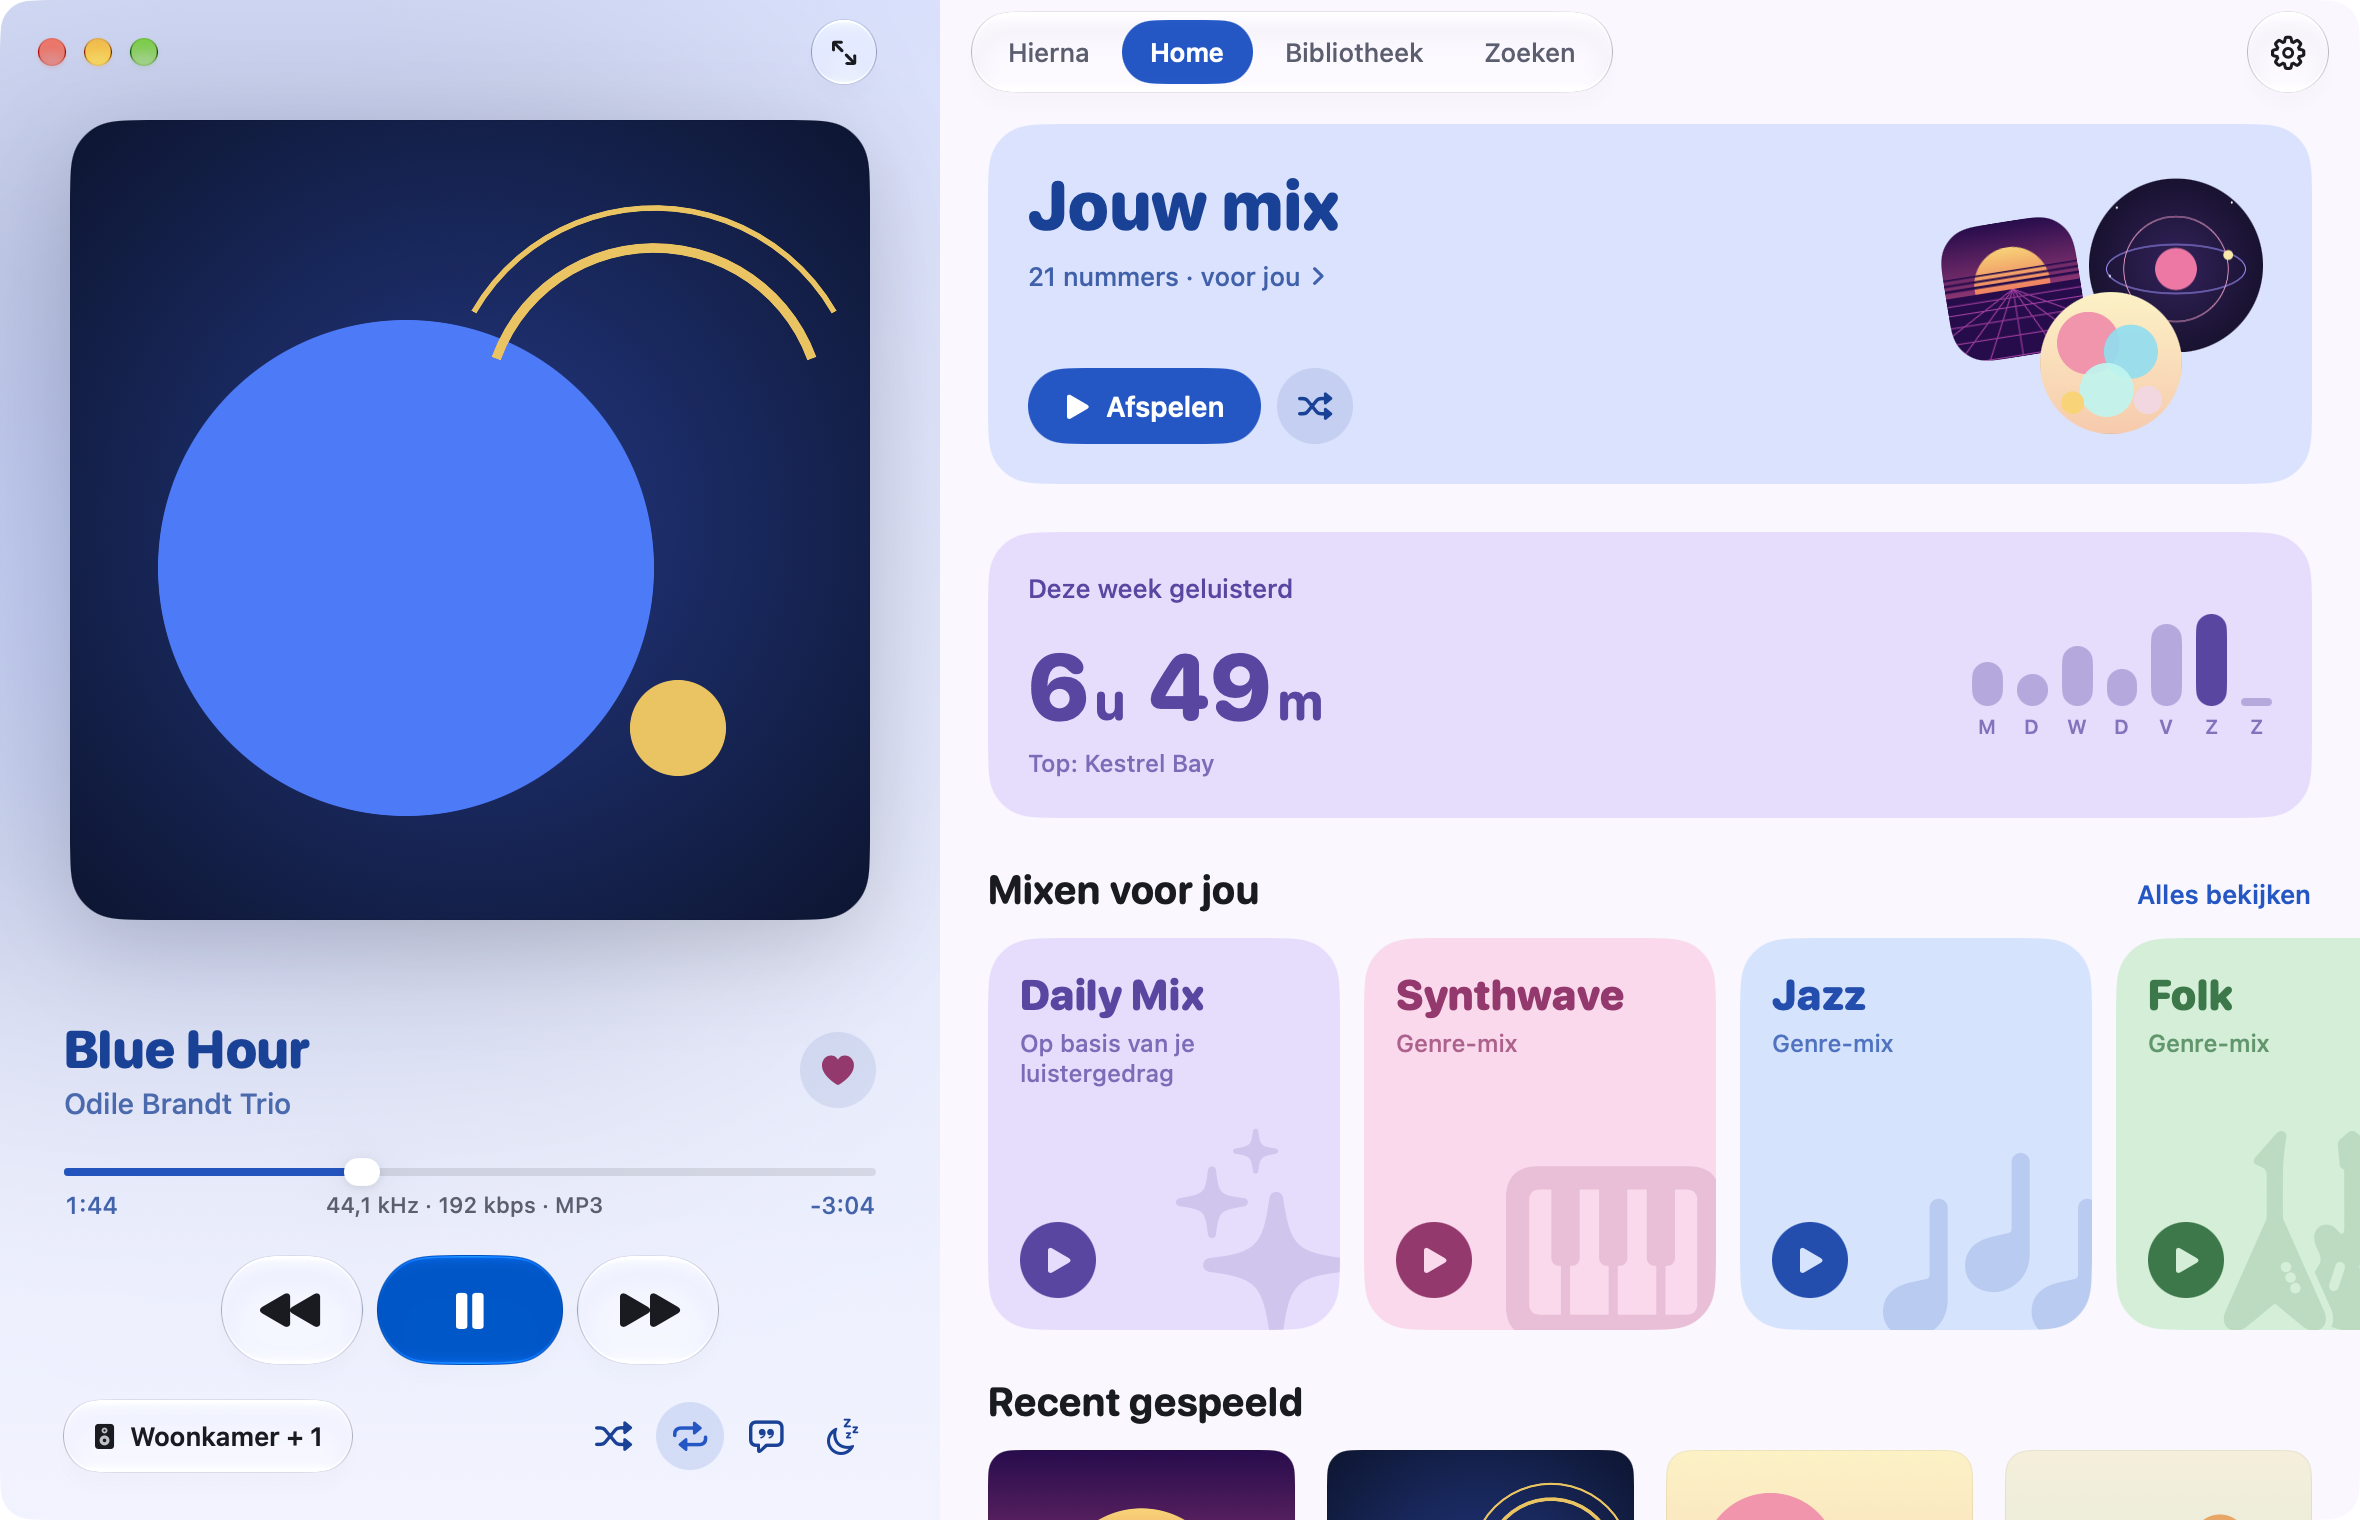 Hierna
Home
Bibliotheek
Zoeken
Jouw mix
21 nummers · voor jou
Afspelen
Deze week geluisterd
6u 49m
Top: Kestrel Bay
M D W D V Z Z
Mixen voor jou
Alles bekijken
Daily Mix
Op basis van je
luistergedrag
Synthwave
Genre-mix
Jazz
Genre-mix
Folk
Genre-mix
Recent gespeeld
Blue Hour
Odile Brandt Trio
1:44
44,1 kHz · 192 kbps · MP3
-3:04
Woonkamer + 1
zzz